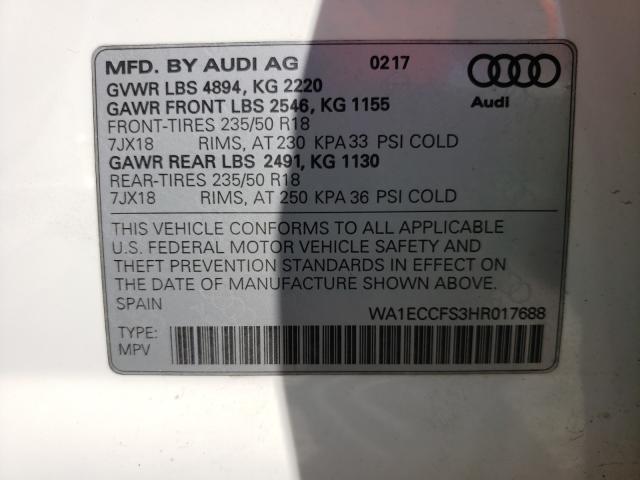 MFD. BY AUDI AG 0217
GVWR LBS 4894, KG 2220
GAWR FRONT LBS 2546, KG 1155
Audi
FRONT-TIRES 235/50 R18
7JX18 RIMS, AT 230 KPA 33 PSI COLD
GAWR REAR LBS 2491, KG 1130
REAR-TIRES 235/50 R18
7JX18 RIMS, AT 250 KPA 36 PSI COLD
THIS VEHICLE CONFORMS TO ALL APPLICABLE
U.S. FEDERAL MOTOR VEHICLE SAFETY AND
THEFT PREVENTION STANDARDS IN EFFECT ON
THE DATE OF MANUFACTURE SHOWN ABOVE.
SPAIN WA1ECCFS3HR017688
TYPE:
MPV